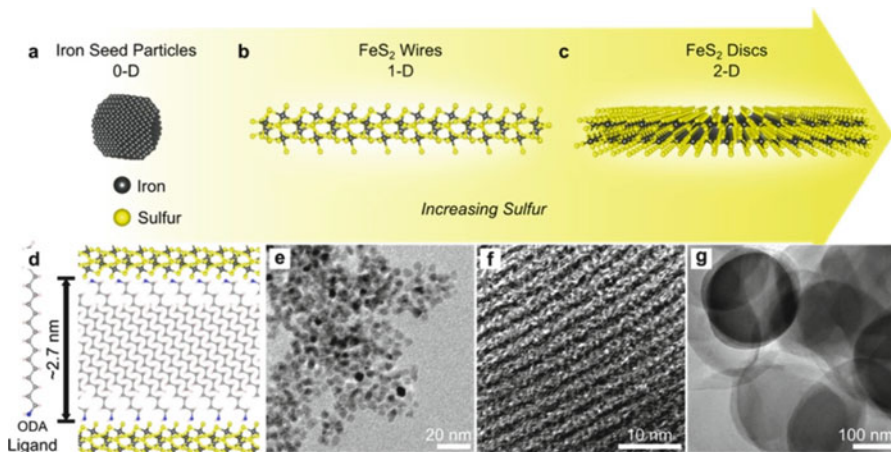 a Iron Seed Particles
0-D
b FeS₂ Wires
1-D
c FeS₂ Discs
2-D
Iron
Sulfur
Increasing Sulfur
d
~2.7 nm
ODA
Ligand
e
20 nm
f
10 nm
g
100 nm